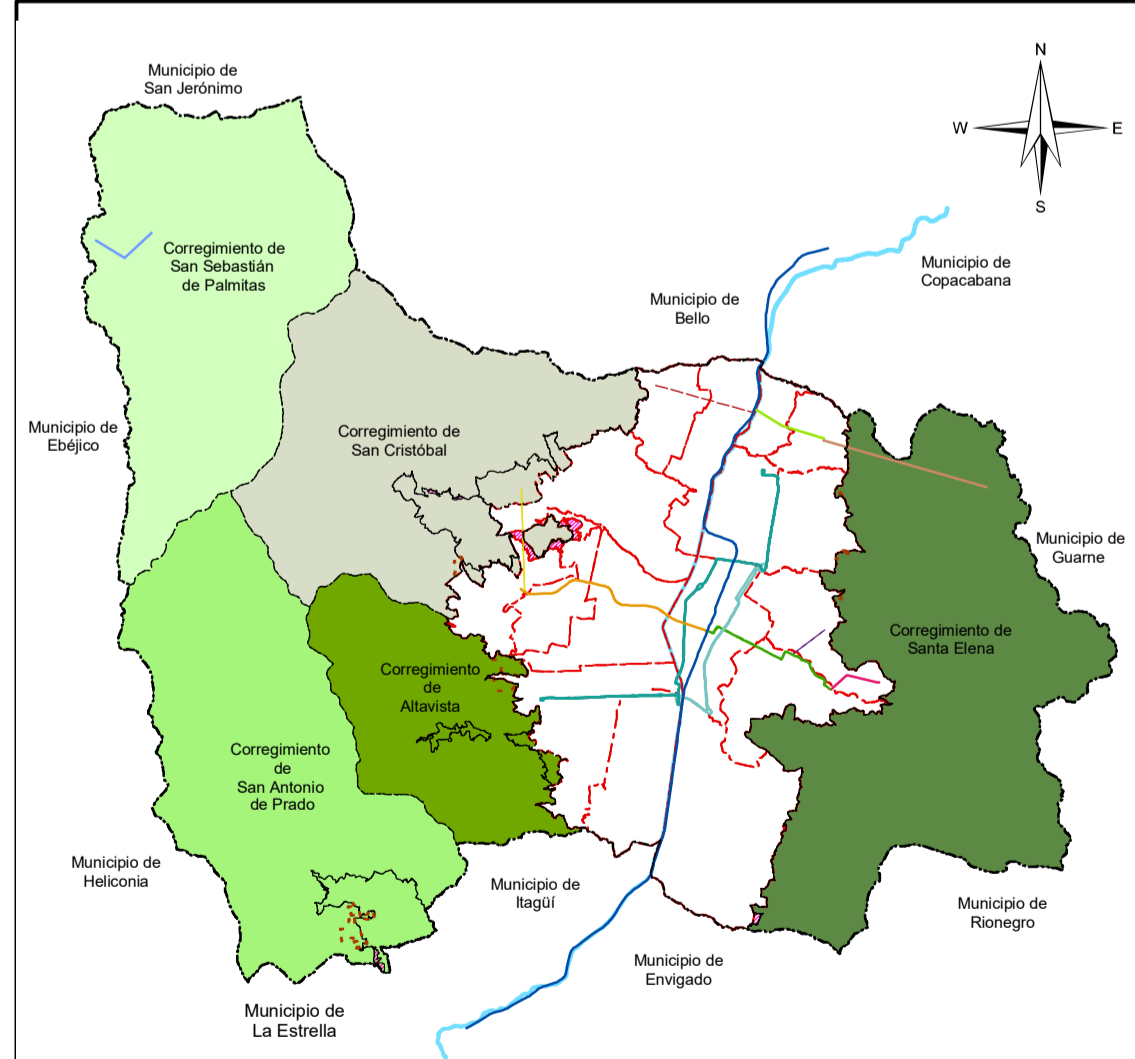 Municipio de
San Jerónimo
N
W
E
S
Corregimiento de
San Sebastián
de Palmitas
Municipio de
Copacabana
Municipio de
Bello
Municipio de
Ebéjico
Corregimiento de
San Cristóbal
Municipio de
Guarne
Corregimiento de
Santa Elena
Corregimiento
de
Altavista
Corregimiento
de
San Antonio
de Prado
Municipio de
Heliconia
Municipio de
Itagüí
Municipio de
Rionegro
Municipio de
Envigado
Municipio de
La Estrella